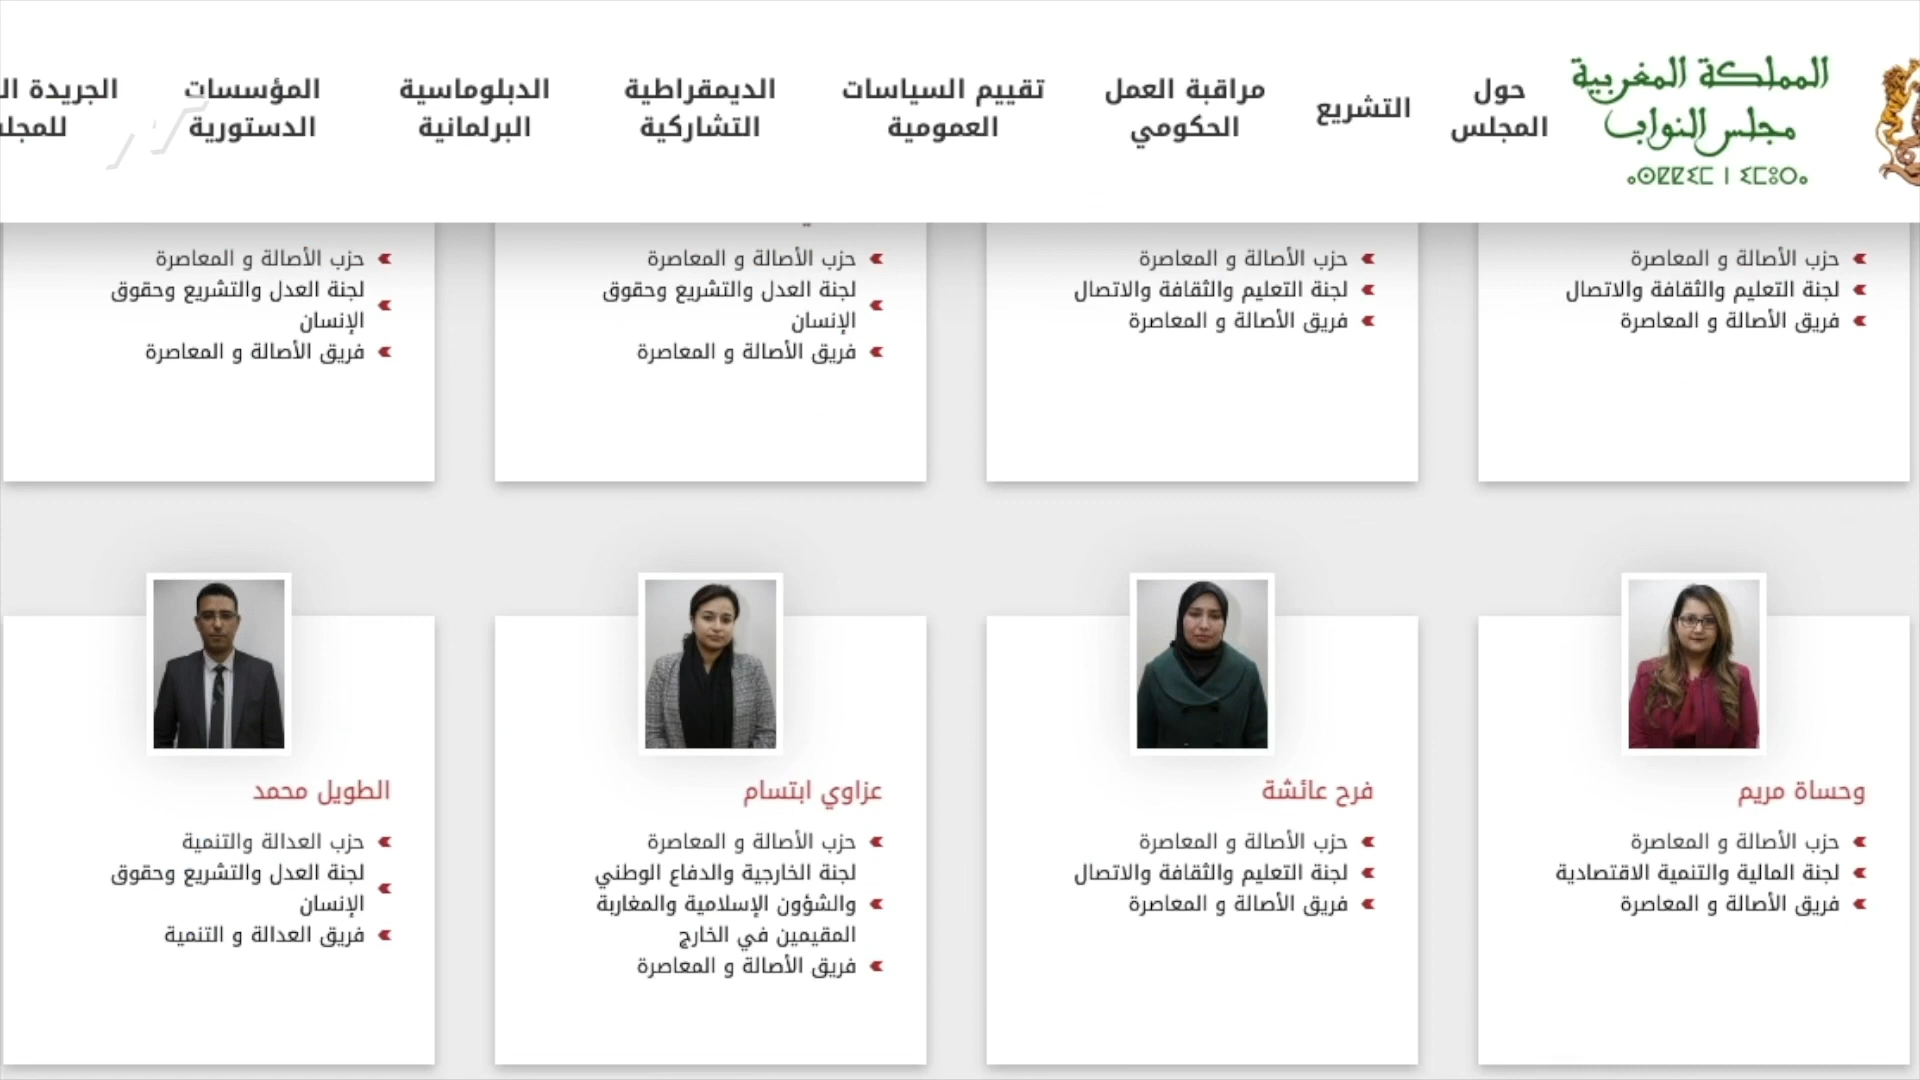 المملكة المغربية
مجلس النواب
ⴰⵙⵇⵇⵉⵎ ⵏ ⵉⵎⵓⵔⴰ
حول
المجلس
التشريع
مراقبة العمل
الحكومي
تقييم السياسات
العمومية
الديمقراطية
التشاركية
الدبلوماسية
البرلمانية
المؤسسات
الدستورية
الجريدة
حزب الأصالة و المعاصرة
لجنة التعليم والثقافة والاتصال
فريق الأصالة و المعاصرة
حزب الأصالة و المعاصرة
لجنة التعليم والثقافة والاتصال
فريق الأصالة و المعاصرة
حزب الأصالة و المعاصرة
لجنة العدل والتشريع وحقوق
الإنسان
فريق الأصالة و المعاصرة
حزب الأصالة و المعاصرة
لجنة العدل والتشريع وحقوق
الإنسان
فريق الأصالة و المعاصرة
وحساة مريم
حزب الأصالة و المعاصرة
لجنة المالية والتنمية الاقتصادية
فريق الأصالة و المعاصرة
فرح عائشة
حزب الأصالة و المعاصرة
لجنة التعليم والثقافة والاتصال
فريق الأصالة و المعاصرة
عزاوي ابتسام
حزب الأصالة و المعاصرة
لجنة الخارجية والدفاع الوطني
والشؤون الإسلامية والمغاربة
المقيمين في الخارج
فريق الأصالة و المعاصرة
الطويل محمد
حزب العدالة والتنمية
لجنة العدل والتشريع وحقوق
الإنسان
فريق العدالة و التنمية